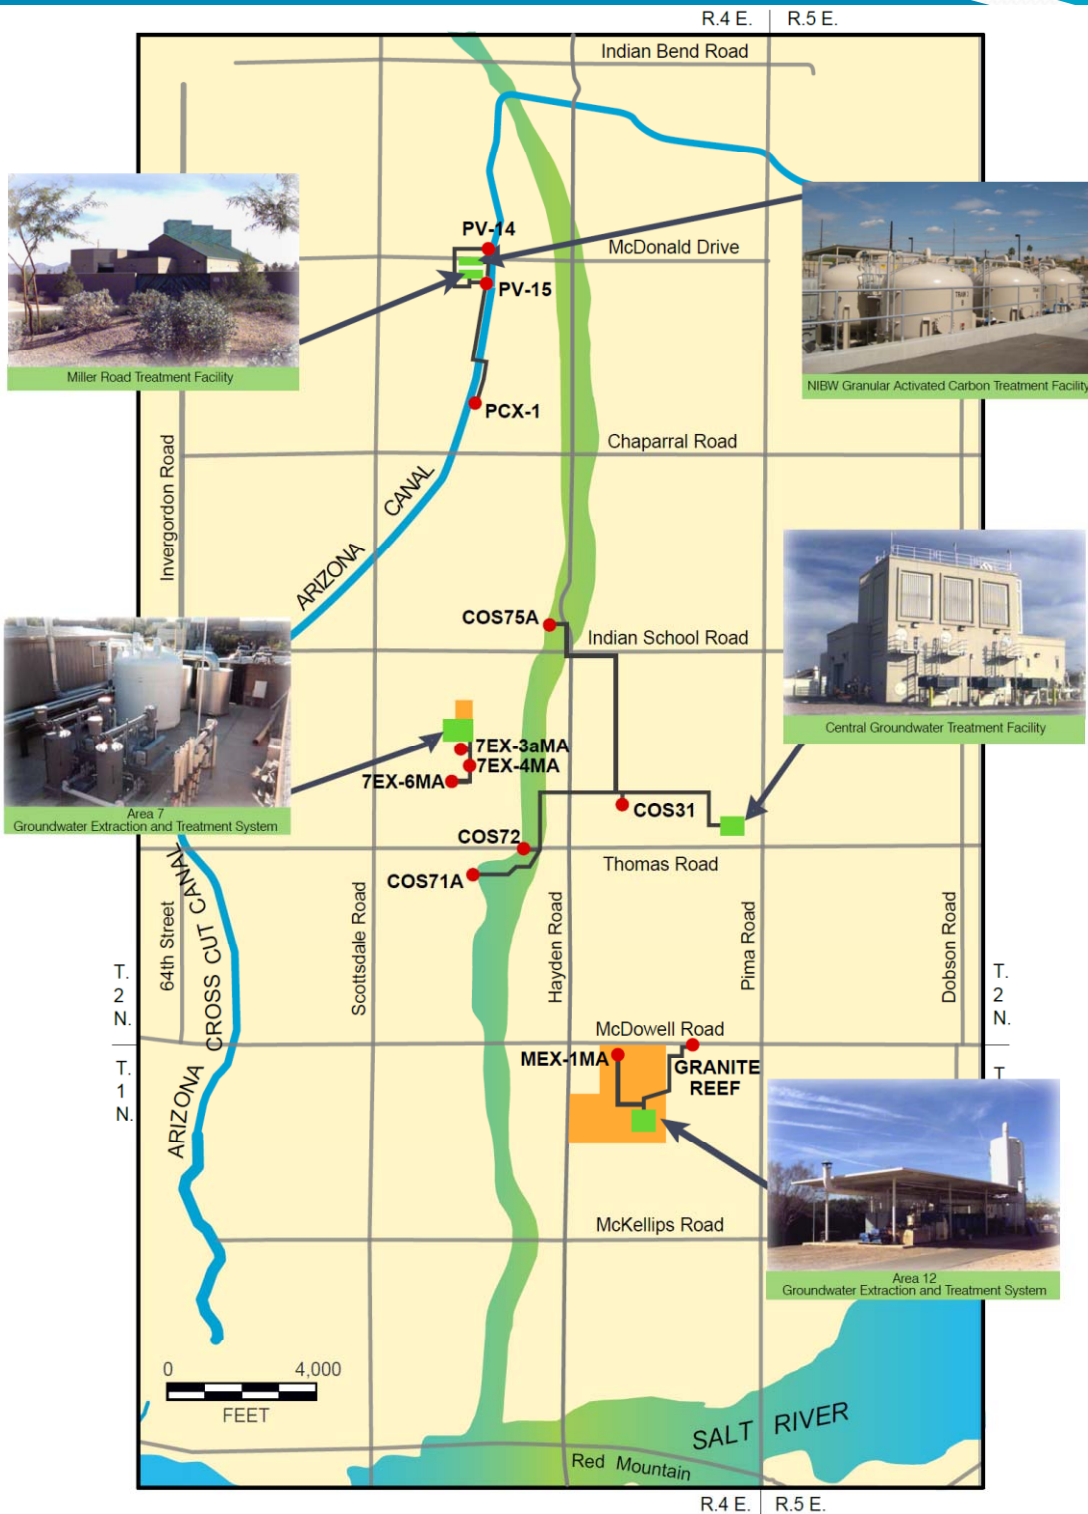 R.4 E.
R.5 E.
Indian Bend Road
PV-14
McDonald Drive
PV-15
Miller Road Treatment Facility
NIBW Granular Activated Carbon Treatment Facility
PCX-1
Chaparral Road
Invergordon Road
ARIZONA CANAL
COS75A
Indian School Road
7EX-3aMA
7EX-4MA
7EX-6MA
Central Groundwater Treatment Facility
COS31
Area 7
Groundwater Extraction and Treatment System
COS72
Thomas Road
COS71A
64th Street
ARIZONA CROSS CUT CANAL
Scottsdale Road
Hayden Road
Pima Road
Dobson Road
T.
2
N.
T.
2
N.
McDowell Road
T.
1
N.
T
MEX-1MA
GRANITE
REEF
McKellips Road
Area 12
Groundwater Extraction and Treatment System
0
4,000
FEET
SALT RIVER
Red Mountain
R.4 E.
R.5 E.